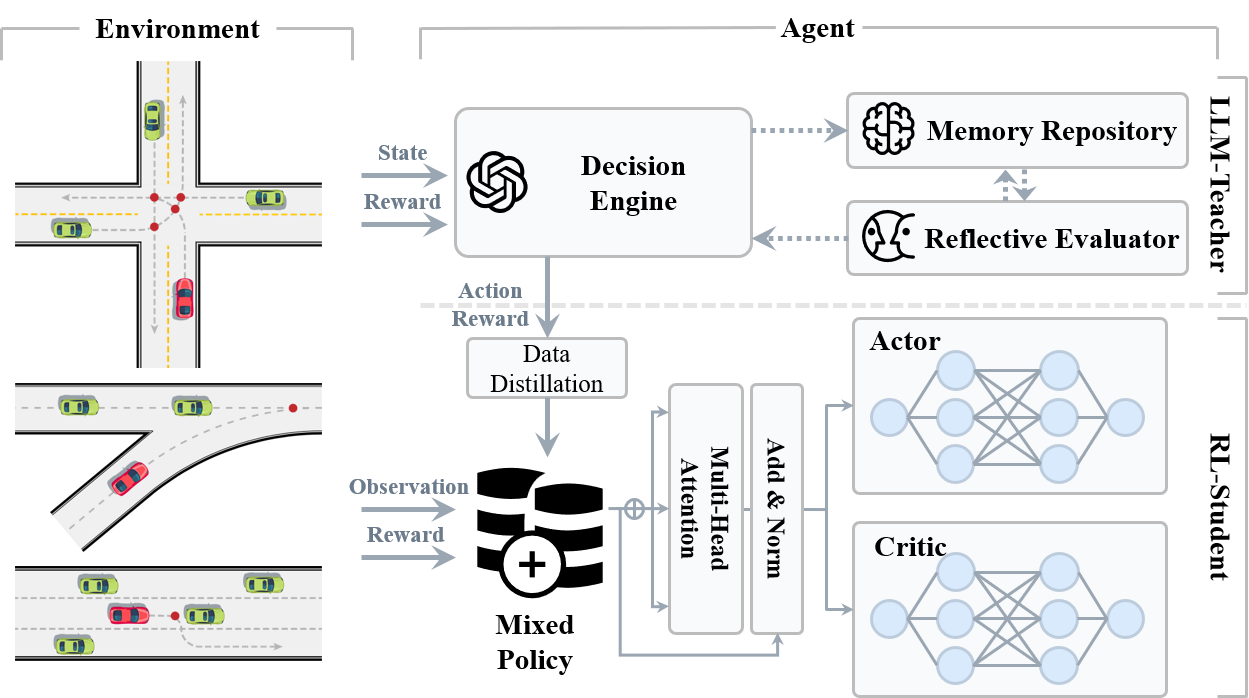 Environment
Agent
State
Reward
Decision
Engine
Memory Repository
Reflective Evaluator
LLM-Teacher
Action
Reward
Data
Distillation
Observation
Reward
Mixed
Policy
Multi-Head
Attention
Add & Norm
Actor
Critic
RL-Student